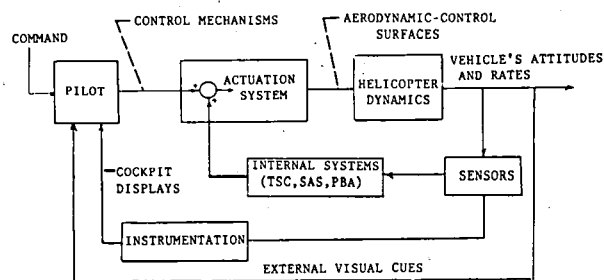 CONTROL MECHANISMS
AERODYNAMIC-CONTROL
SURFACES
COMMAND
VEHICLE'S ATTITUDES
AND RATES
PILOT
+
+
ACTUATION
SYSTEM
HELICOPTER
DYNAMICS
COCKPIT
DISPLAYS
INTERNAL SYSTEMS
(TSC,SAS,PBA)
SENSORS
INSTRUMENTATION
EXTERNAL VISUAL CUES